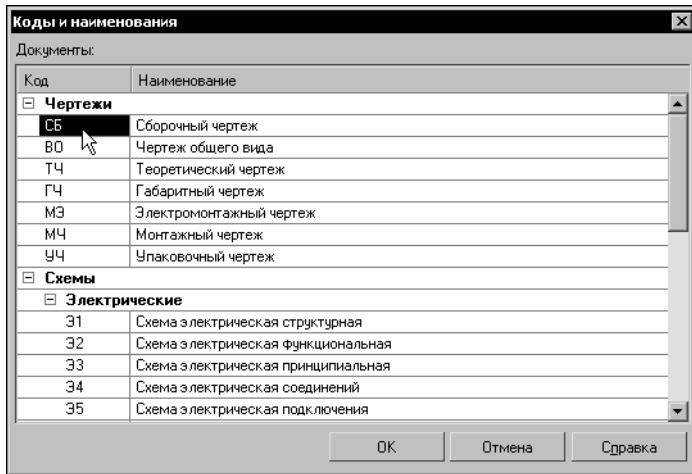 Коды и наименования
Документы:
Код Наименование
Чертежи
СБ Сборочный чертеж
ВО Чертеж общего вида
ТЧ Теоретический чертеж
ГЧ Габаритный чертеж
МЭ Электромонтажный чертеж
МЧ Монтажный чертеж
УЧ Упаковочный чертеж
Схемы
Электрические
Э1 Схема электрическая структурная
Э2 Схема электрическая функциональная
Э3 Схема электрическая принципиальная
Э4 Схема электрическая соединений
Э5 Схема электрическая подключения
OK Отмена Справка